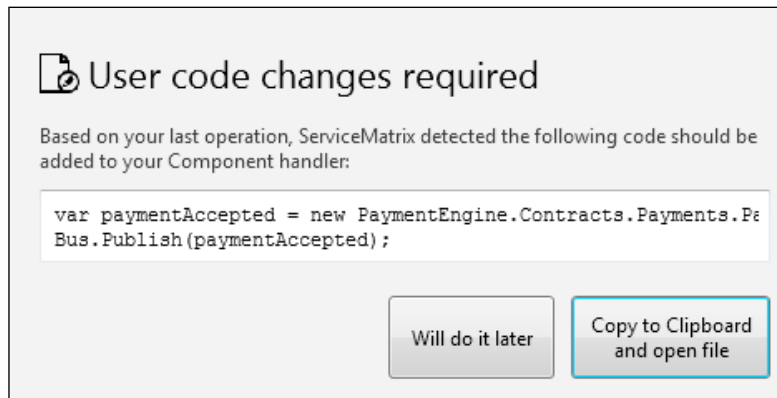 User code changes required
Based on your last operation, ServiceMatrix detected the following code should be
added to your Component handler:
var paymentAccepted = new PaymentEngine.Contracts.Payments.Pa
Bus.Publish(paymentAccepted);
Will do it later
Copy to Clipboard
and open file